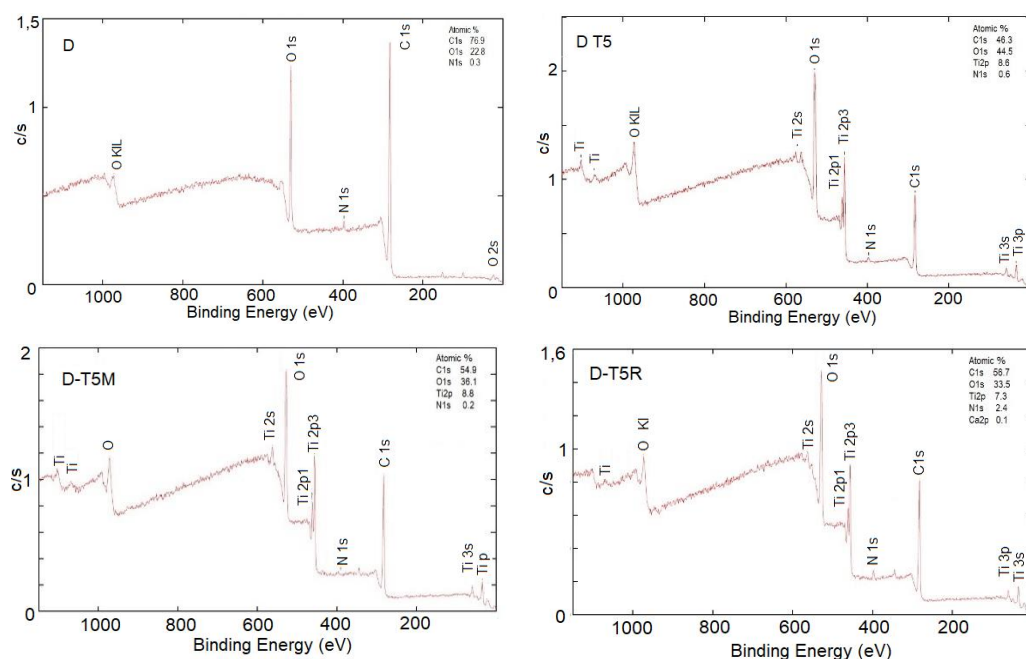 1,5
D
O 1s
C 1s
Atomic %
C1s 76.9
O1s 22.8
N1s 0.3
1
c/s
O KlL
N 1s
O 2s
0
1000 800 600 400 200
Binding Energy (eV)
D T5
O 1s
Atomic %
C1s 46.3
O1s 44.5
Ti2p 8.6
N1s 0.6
2
c/s
1
Ti
Ti
O KlL
Ti 2s
Ti 2p1
Ti 2p3
N 1s
C1s
Ti 3s
Ti 3p
0
1000 800 600 400 200
Binding Energy (eV)
2
D-T5M
O 1s
Atomic %
C1s 54.9
O1s 36.1
Ti2p 8.8
N1s 0.2
c/s
1
Ti
Ti
O
Ti 2s
Ti 2p1
Ti 2p3
N 1s
C 1s
Ti 3s
Ti p
0
1000 800 600 400 200
Binding Energy (eV)
1,6
D-T5R
O 1s
Atomic %
C1s 56.7
O1s 33.5
Ti2p 7.3
N1s 2.4
Ca2p 0.1
c/s
0,8
Ti
O Kl
Ti 2s
Ti 2p1
Ti 2p3
N 1s
C1s
Ti 3p
Ti 3s
0
1000 800 600 400 200
Binding Energy (eV)